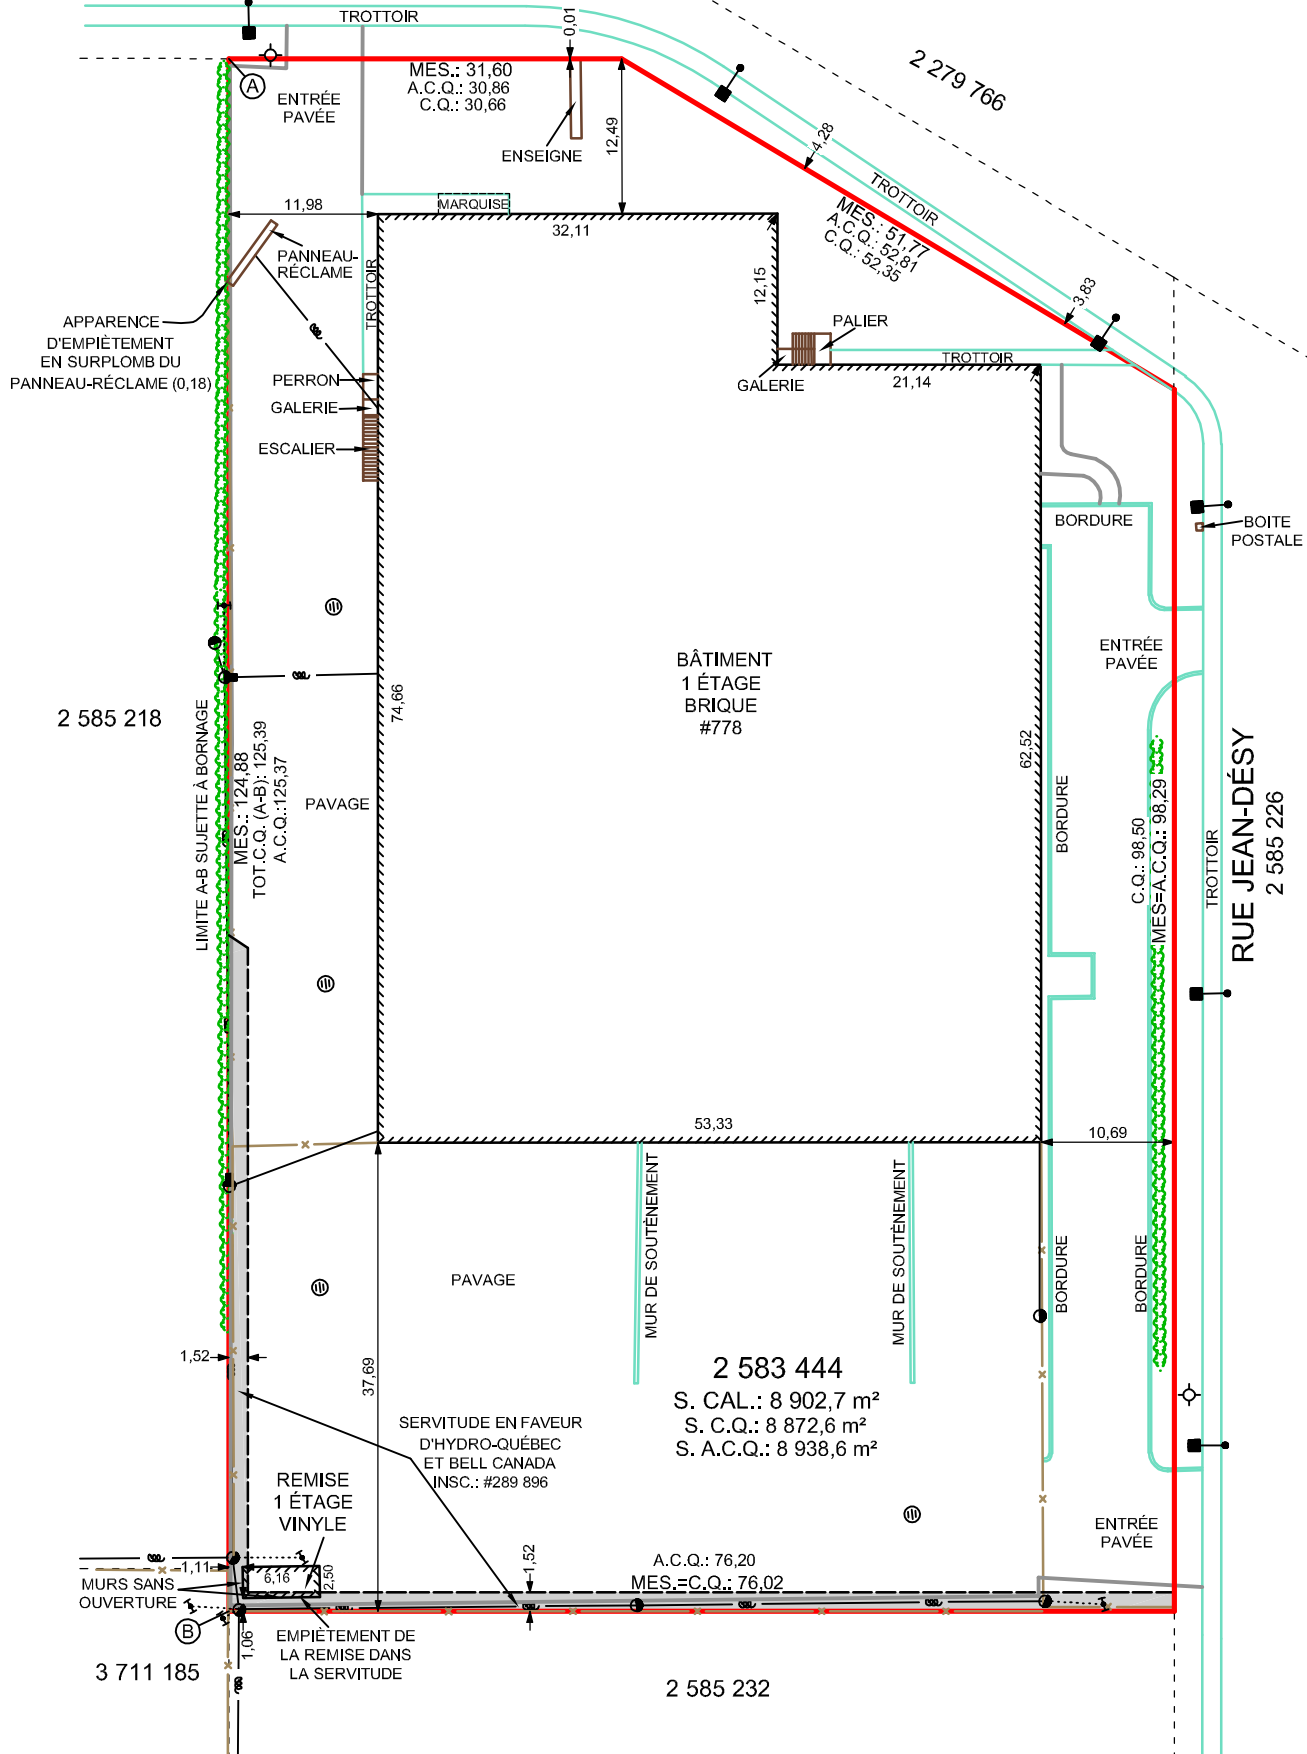 TROTTOIR
0,01
2 279 766
A
ENTRÉE
PAVÉE
MES.: 31,60
A.C.Q.: 30,86
C.Q.: 30,66
ENSEIGNE
12,49
4,28
TROTTOIR
MES.: 51,77
A.C.Q.: 52,81
C.Q.: 52,35
3,83
11,98
MARQUISE
32,11
PANNEAU-
RÉCLAME
TROTTOIR
12,15
APPARENCE
D'EMPIÈTEMENT
EN SURPLOMB DU
PANNEAU-RÉCLAME (0,18)
PALIER
TROTTOIR
GALERIE
21,14
PERRON
GALERIE
ESCALIER
BORDURE
BOITE
POSTALE
ENTRÉE
PAVÉE
BÂTIMENT
1 ÉTAGE
BRIQUE
#778
2 585 218
LIMITE A-B SUJETTE À BORNAGE
MES.: 124,88
TOT.C.Q. (A-B): 125,39
A.C.Q.:125,37
74,66
PAVAGE
62,52
BORDURE
C.Q.: 98,50
MES=A.C.Q.: 98,29
TROTTOIR
RUE JEAN-DÉSY
2 585 226
53,33
10,69
MUR DE SOUTÈNEMENT
MUR DE SOUTÈNEMENT
BORDURE
BORDURE
PAVAGE
1,52
37,69
2 583 444
S. CAL.: 8 902,7 m²
S. C.Q.: 8 872,6 m²
S. A.C.Q.: 8 938,6 m²
SERVITUDE EN FAVEUR
D'HYDRO-QUÉBEC
ET BELL CANADA
INSC.: #289 896
REMISE
1 ÉTAGE
VINYLE
ENTRÉE
PAVÉE
1,11
6,16
2,50
1,52
A.C.Q.: 76,20
MES.=C.Q.: 76,02
MURS SANS
OUVERTURE
B
1,06
EMPIÈTEMENT DE
LA REMISE DANS
LA SERVITUDE
3 711 185
2 585 232